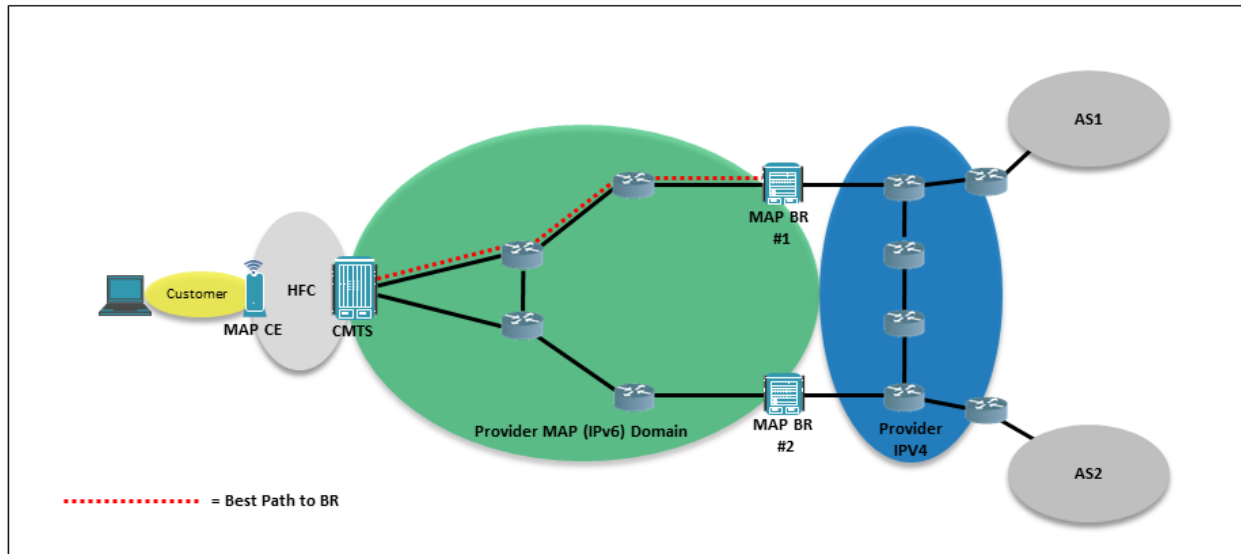 AS1
MAP BR
#1
Customer
HFC
MAP CE
CMTS
Provider MAP (IPv6) Domain
MAP BR
#2
Provider
IPV4
AS2
= Best Path to BR